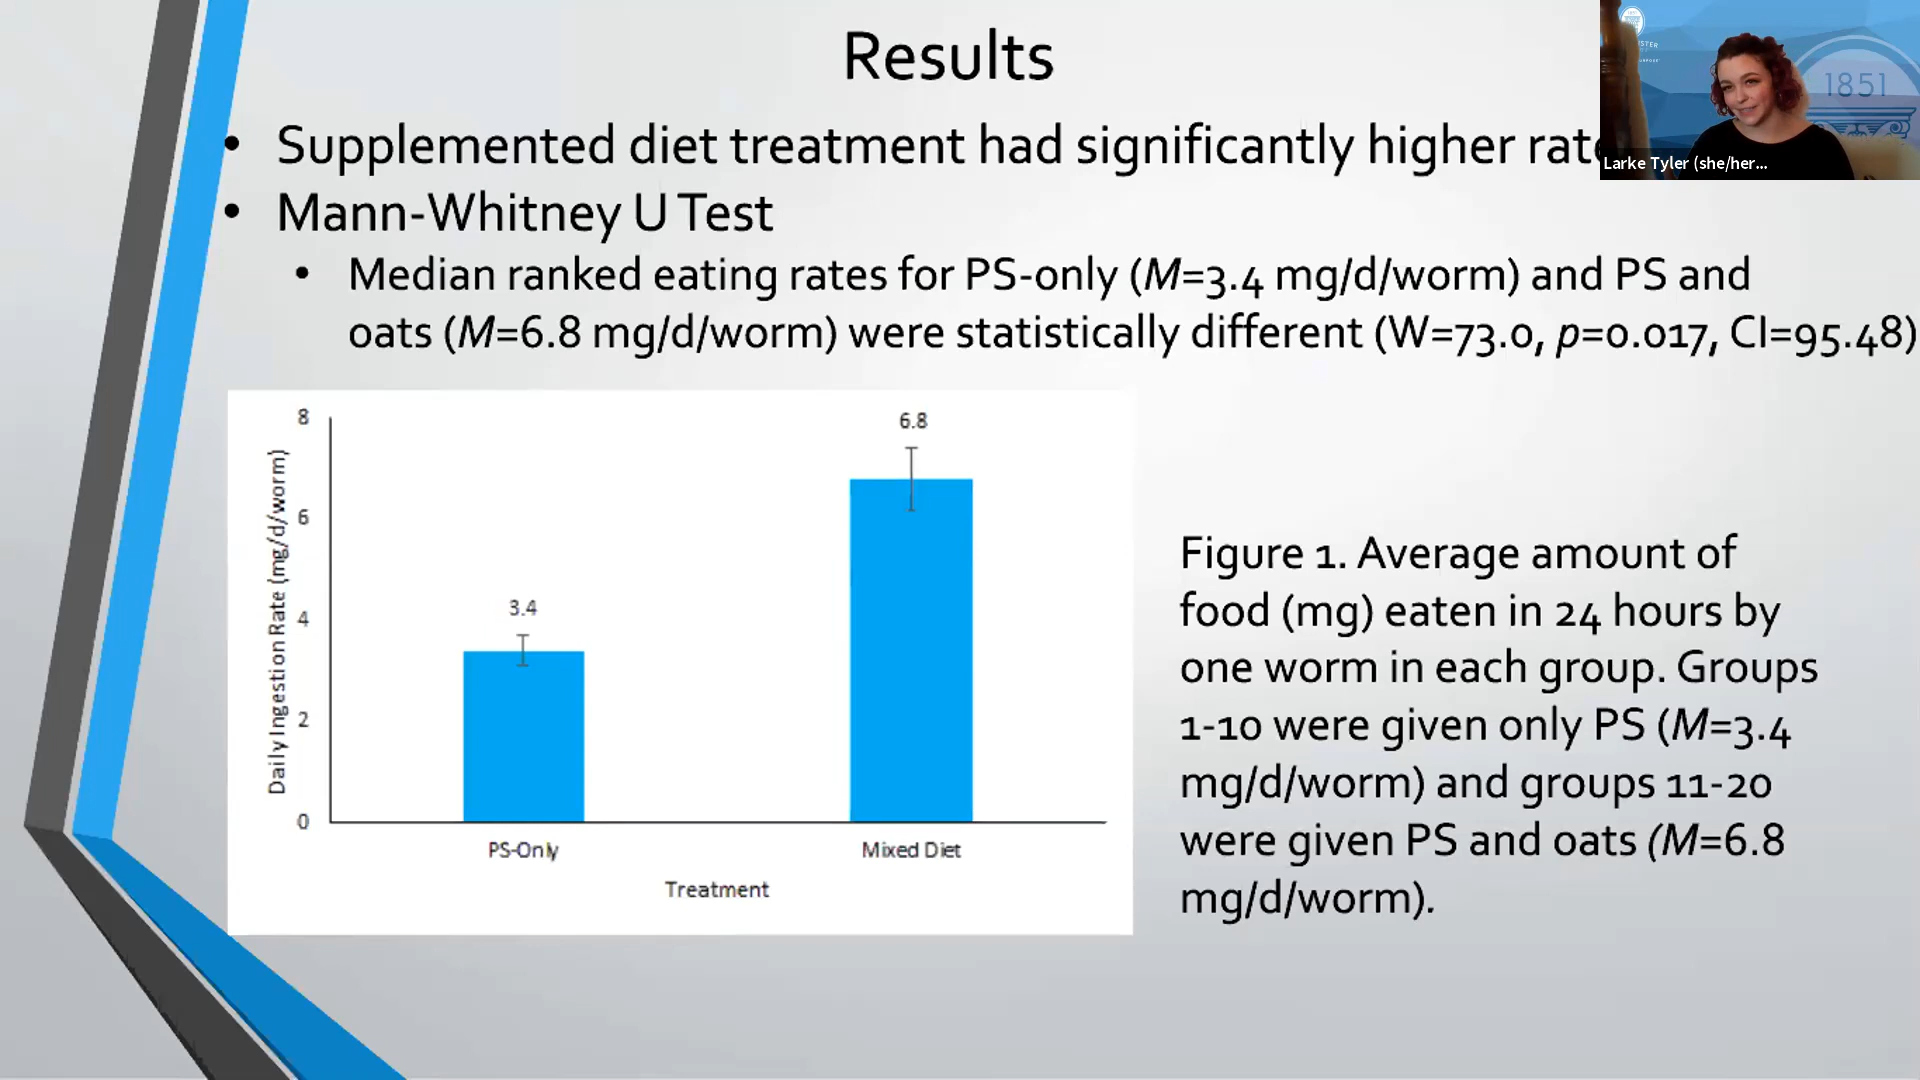 Results
• Supplemented diet treatment had significantly higher rat
• Mann-Whitney U Test
• Median ranked eating rates for PS-only (M=3.4 mg/d/worm) and PS and
oats (M=6.8 mg/d/worm) were statistically different (W=73.0, p=0.017, CI=95.48)
1851
Larke Tyler (she/her...
8
6
4
2
0
Daily Ingestion Rate (mg/d/worm)
3.4
6.8
PS-Only
Mixed Diet
Treatment
Figure 1. Average amount of
food (mg) eaten in 24 hours by
one worm in each group. Groups
1-10 were given only PS (M=3.4
mg/d/worm) and groups 11-20
were given PS and oats (M=6.8
mg/d/worm).